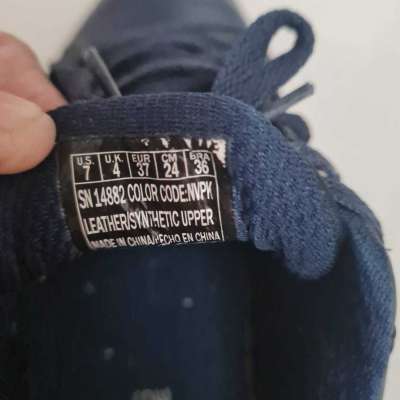 U.S. U.K. EUR CM BRA
7 4 37 24 36
SN 14882 COLOR CODE:NVPK
LEATHER/SYNTHETIC UPPER
MADE IN CHINA/HECHO EN CHINA